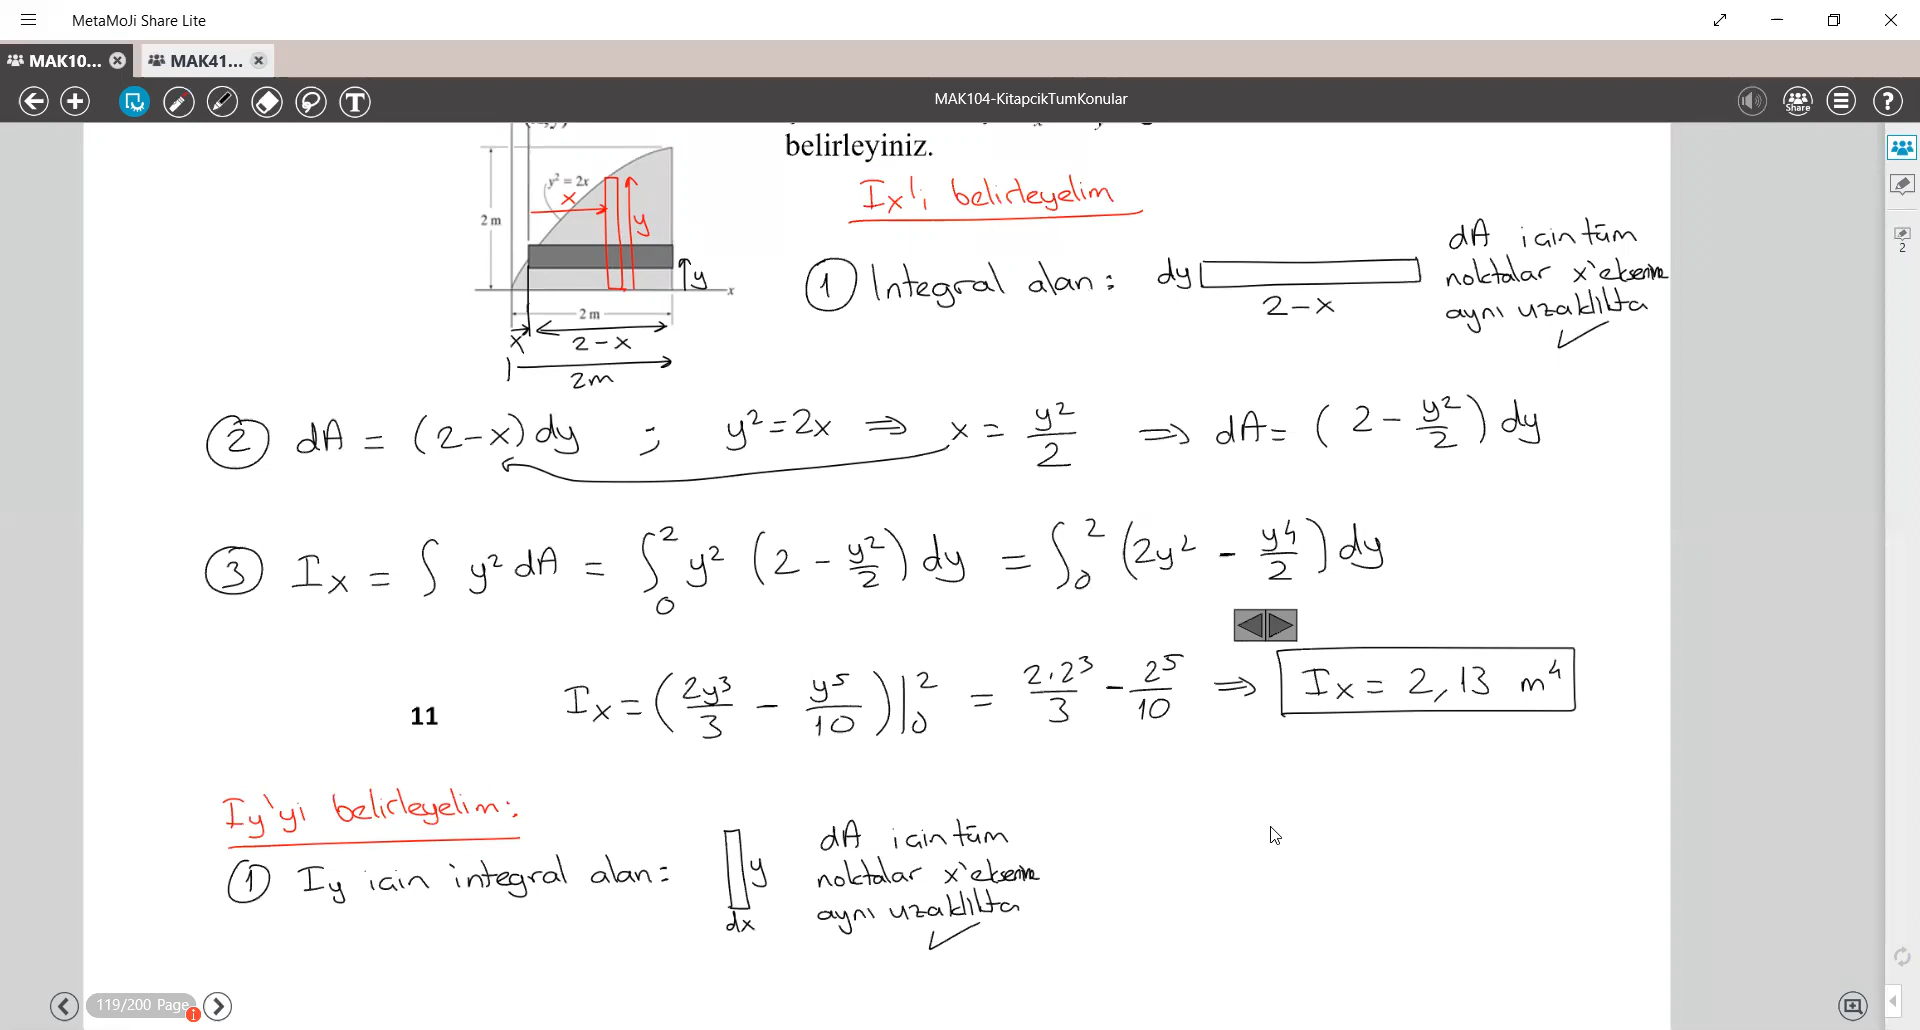 MetaMoJi Share Lite
MAK10... MAK41...
MAK104-KitapcikTumKonular
Share
belirleyiniz.
Ix'i belirleyelim
y² = 2x
x
y
2 m
y
x
2 m
x
2-x
2m
① Integral alan: dy 2-x
dA için tüm
noktalar x'eksenine
aynı uzaklıkta
2
② dA = (2-x) dy ; y²=2x ⇒ x = y²/2 ⇒ dA = (2 - y²/2) dy
③ Ix = ∫ y² dA = ∫₀² y² (2 - y²/2) dy = ∫₀² (2y² - y⁴/2) dy
Ix = (2y³/3 - y⁵/10)|₀² = 2.2³/3 - 2⁵/10 ⇒ Ix = 2,13 m⁴
11
Iy'yi belirleyelim:
① Iy için integral alan: y dx
dA için tüm
noktalar x'eksenine
aynı uzaklıkta
119/200 Page